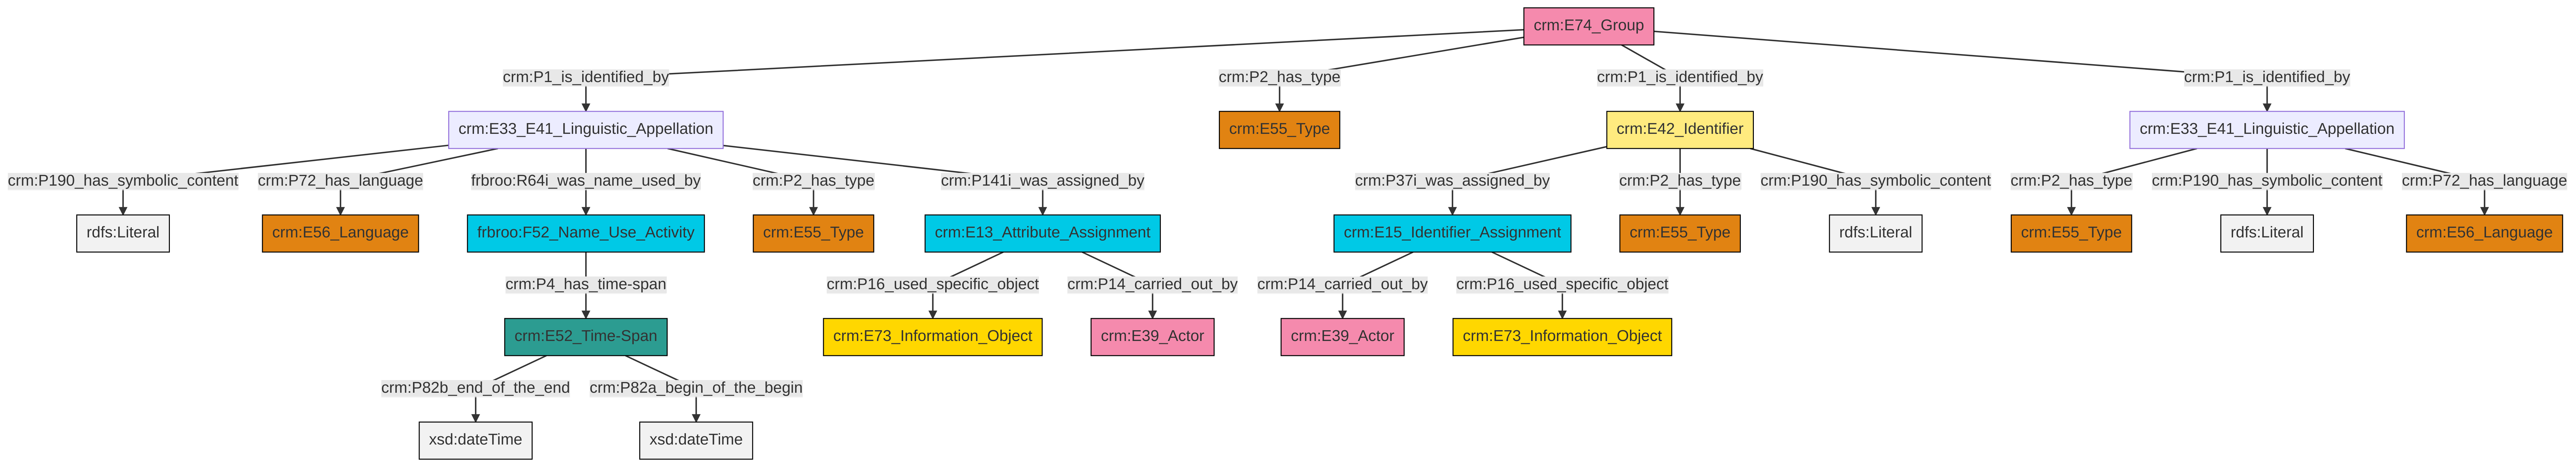 crm:E74_Group
crm:P1_is_identified_by
crm:P2_has_type
crm:P1_is_identified_by
crm:P1_is_identified_by
crm:E33_E41_Linguistic_Appellation
crm:E55_Type
crm:E42_Identifier
crm:E33_E41_Linguistic_Appellation
crm:P190_has_symbolic_content
crm:P72_has_language
frbroo:R64i_was_name_used_by
crm:P2_has_type
crm:P141i_was_assigned_by
crm:P37i_was_assigned_by
crm:P2_has_type
crm:P190_has_symbolic_content
crm:P2_has_type
crm:P190_has_symbolic_content
crm:P72_has_language
rdfs:Literal
crm:E56_Language
frbroo:F52_Name_Use_Activity
crm:E55_Type
crm:E13_Attribute_Assignment
crm:E15_Identifier_Assignment
crm:E55_Type
rdfs:Literal
crm:E55_Type
rdfs:Literal
crm:E56_Language
crm:P4_has_time-span
crm:P16_used_specific_object
crm:P14_carried_out_by
crm:P14_carried_out_by
crm:P16_used_specific_object
crm:E52_Time-Span
crm:E73_Information_Object
crm:E39_Actor
crm:E39_Actor
crm:E73_Information_Object
crm:P82b_end_of_the_end
crm:P82a_begin_of_the_begin
xsd:dateTime
xsd:dateTime